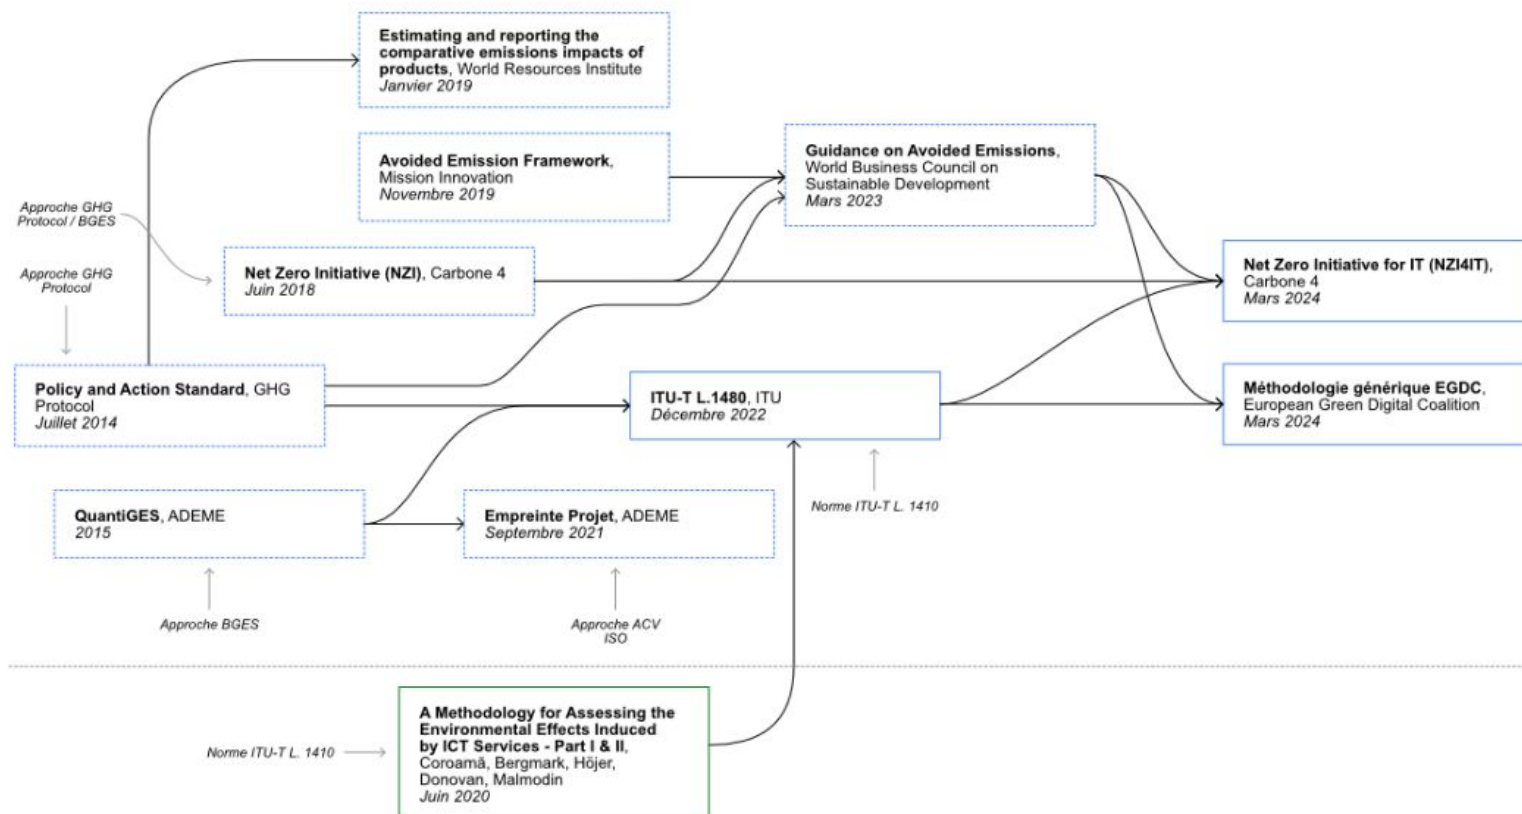 Estimating and reporting the
comparative emissions impacts of
products, World Resources Institute
Janvier 2019
Avoided Emission Framework,
Mission Innovation
Novembre 2019
Guidance on Avoided Emissions,
World Business Council on
Sustainable Development
Mars 2023
Approche GHG
Protocol / BGES
Net Zero Initiative (NZI), Carbone 4
Juin 2018
Net Zero Initiative for IT (NZI4IT),
Carbone 4
Mars 2024
Approche GHG
Protocol
Policy and Action Standard, GHG
Protocol
Juillet 2014
ITU-T L.1480, ITU
Décembre 2022
Méthodologie générique EGDC,
European Green Digital Coalition
Mars 2024
QuantiGES, ADEME
2015
Empreinte Projet, ADEME
Septembre 2021
Norme ITU-T L. 1410
Approche BGES
Approche ACV
ISO
A Methodology for Assessing the
Environmental Effects Induced
by ICT Services - Part I & II,
Coroamă, Bergmark, Höjer,
Donovan, Malmodin
Juin 2020
Norme ITU-T L. 1410